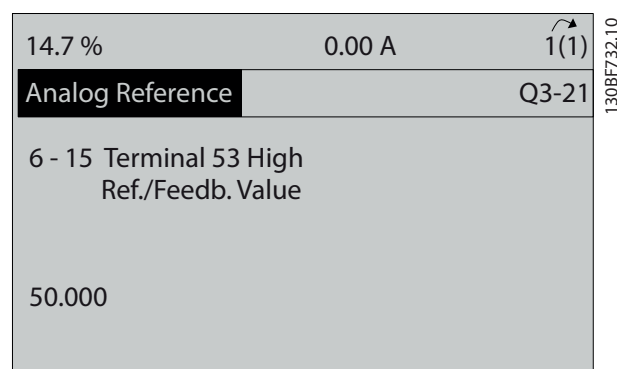 14.7 % 0.00 A 1(1)
Analog Reference Q3-21
6 - 15 Terminal 53 High
Ref./Feedb. Value
50.000
130BF732.10